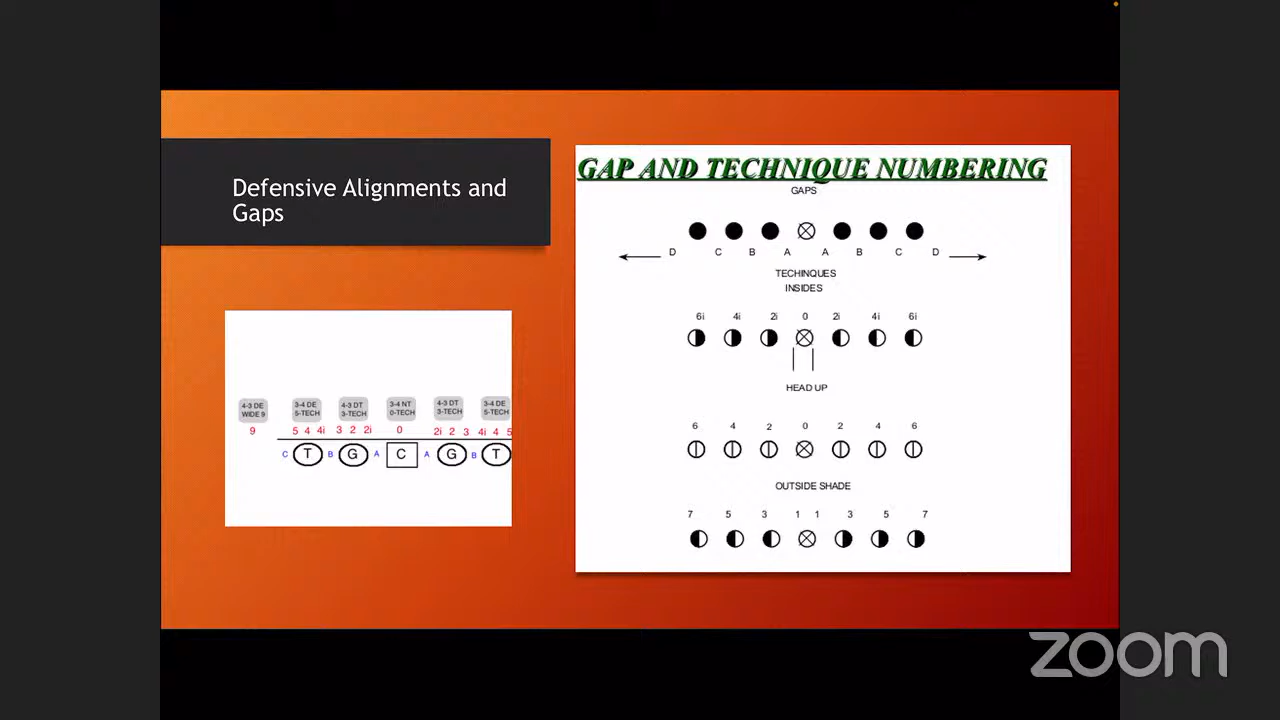 Defensive Alignments and
Gaps
4-3 DE
WIDE 9
3-4 DE
5-TECH
4-3 DT
3-TECH
3-4 NT
0-TECH
4-3 DT
3-TECH
3-4 DE
5-TECH
9 5 4 4i 3 2 2i 0 2i 2 3 4i 4 5
C T B G A C A G B T
GAP AND TECHNIQUE NUMBERING
GAPS
D C B A A B C D
TECHINQUES
INSIDES
6i 4i 2i 0 2i 4i 6i
HEAD UP
6 4 2 0 2 4 6
OUTSIDE SHADE
7 5 3 1 1 3 5 7
zoom